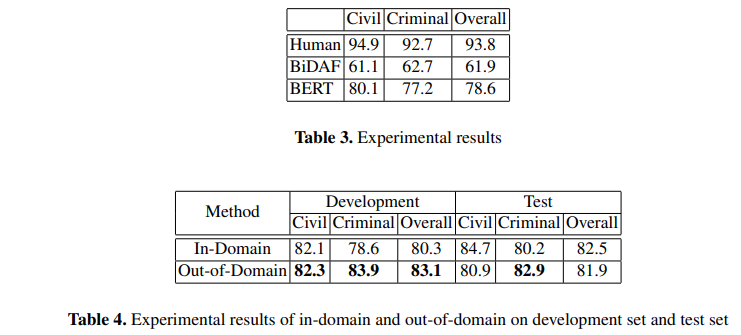 Civil Criminal Overall
Human 94.9 92.7 93.8
BiDAF 61.1 62.7 61.9
BERT 80.1 77.2 78.6
Table 3. Experimental results
Method Development Test
Civil Criminal Overall Civil Criminal Overall
In-Domain 82.1 78.6 80.3 84.7 80.2 82.5
Out-of-Domain 82.3 83.9 83.1 80.9 82.9 81.9
Table 4. Experimental results of in-domain and out-of-domain on development set and test set